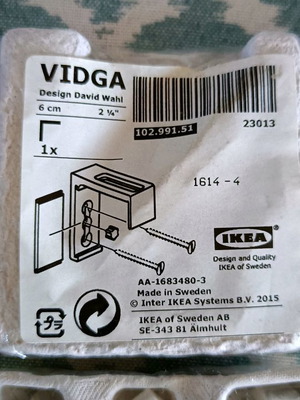 VIDGA
Design David Wahl
6 cm 2 ¼"
1x
102.991.51
23013
1614 - 4
IKEA
Design and Quality
IKEA of Sweden
AA-1683480-3
Made in Sweden
© Inter IKEA Systems B.V. 2015
プラ
IKEA of Sweden AB
SE-343 81 Älmhult